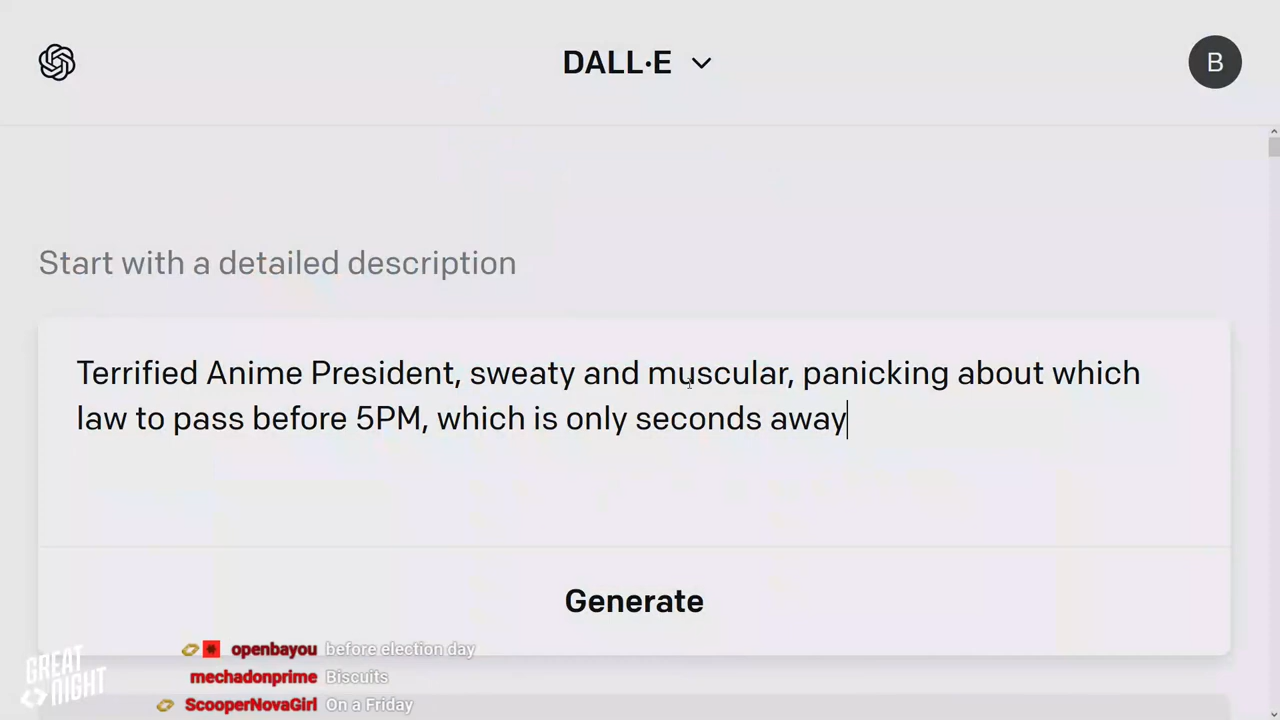 DALL·E
B
Start with a detailed description
Terrified Anime President, sweaty and muscular, panicking about which
law to pass before 5PM, which is only seconds away
Generate
openbayou before election day
mechadonprime Biscuits
ScooperNovaGirl On a Friday
GREAT
NIGHT